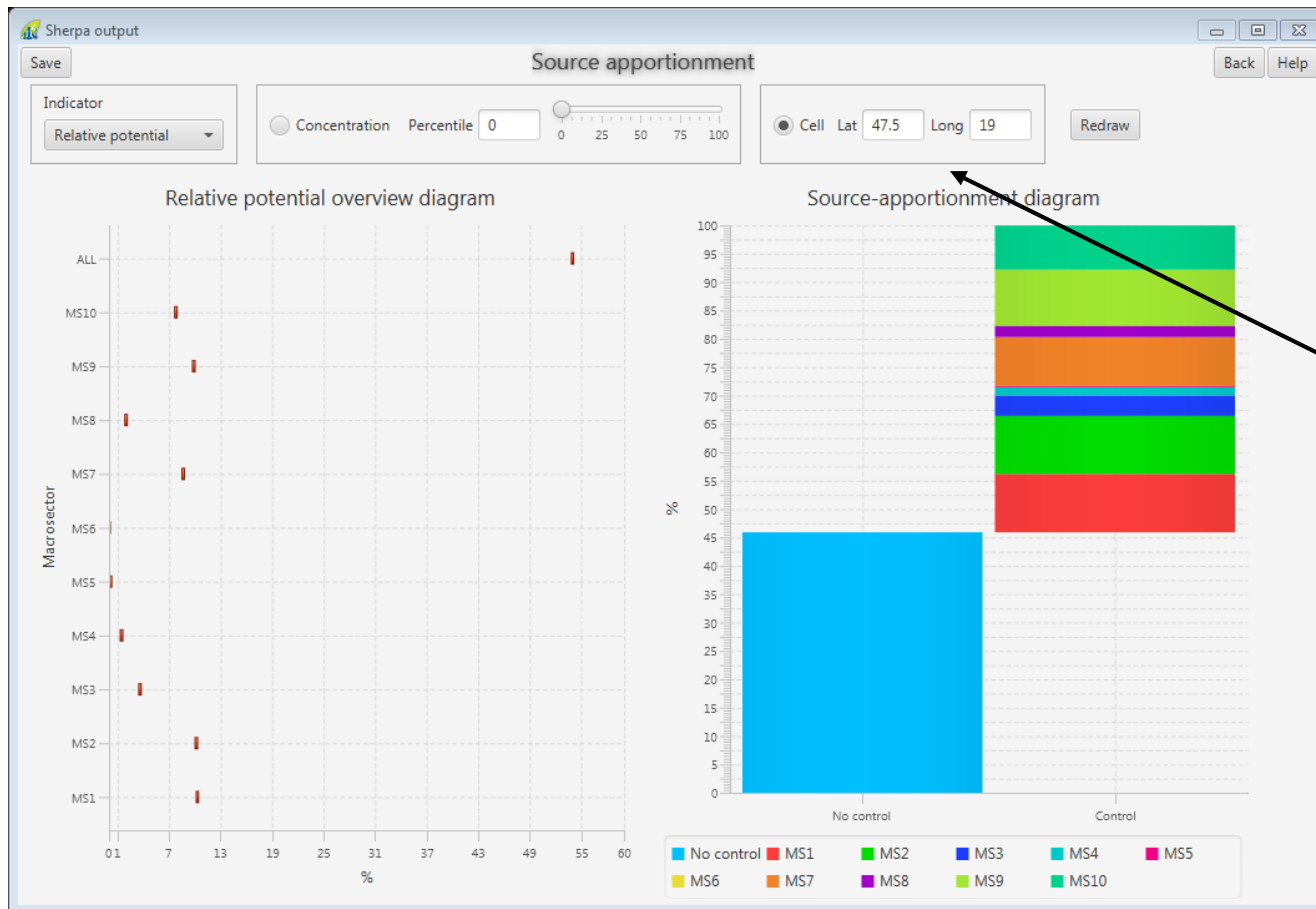 Sherpa output
Save Source apportionment Back Help
Indicator
Relative potential
Concentration Percentile 0
0 25 50 75 100
Cell Lat 47.5 Long 19
Redraw
Relative potential overview diagram
Macrosector
ALL
MS10
MS9
MS8
MS7
MS6
MS5
MS4
MS3
MS2
MS1
0 1 7 13 19 25 31 37 43 49 55 60
%
Source-apportionment diagram
%
100
95
90
85
80
75
70
65
60
55
50
45
40
35
30
25
20
15
10
5
0
No control Control
No control MS1 MS2 MS3 MS4 MS5
MS6 MS7 MS8 MS9 MS10